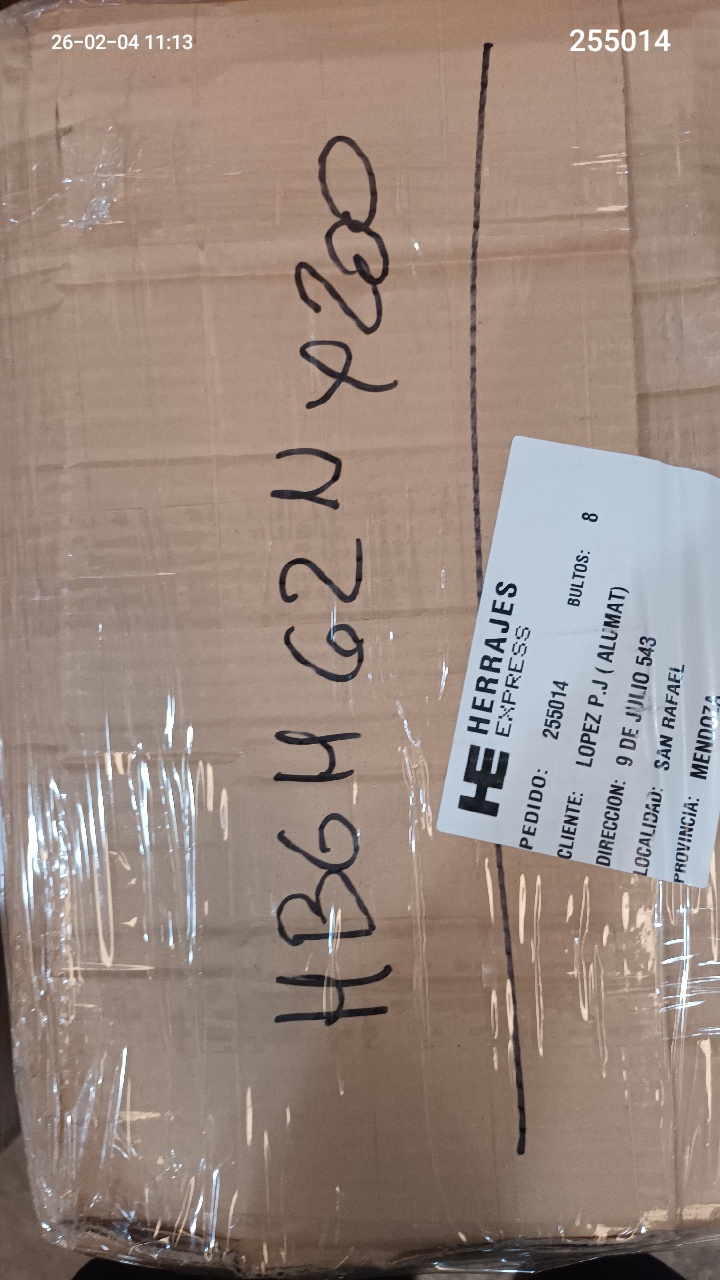 26-02-04 11:13
255014
HBGH62N x200
HE HERRAJES
EXPRESS
PEDIDO: 255014
CLIENTE: LOPEZ P.J ( ALUMAT) BULTOS: 8
DIRECCION: 9 DE JULIO 543
LOCALIDAD: SAN RAFAEL
PROVINCIA: MENDOZA